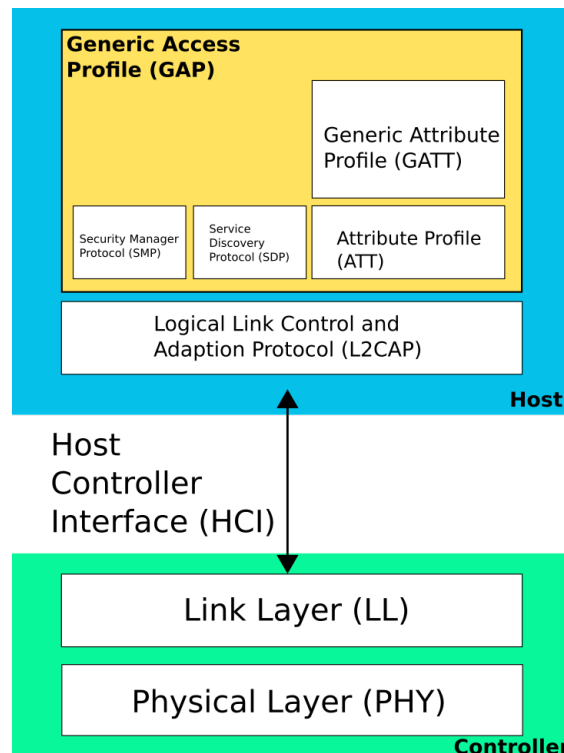 Generic Access
Profile (GAP)
Generic Attribute
Profile (GATT)
Security Manager
Protocol (SMP)
Service
Discovery
Protocol (SDP)
Attribute Profile
(ATT)
Logical Link Control and
Adaption Protocol (L2CAP)
Host
Host
Controller
Interface (HCI)
Link Layer (LL)
Physical Layer (PHY)
Controller